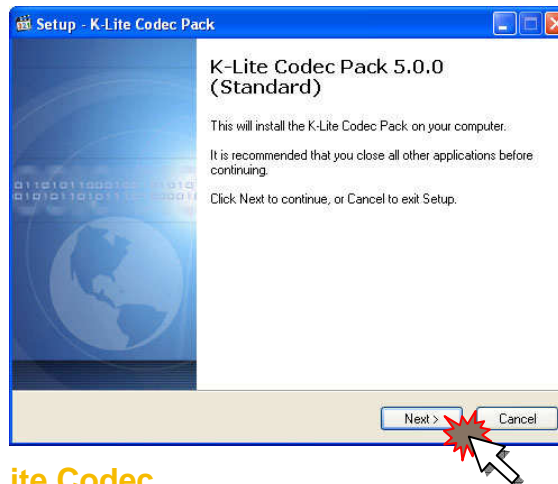 Setup - K-Lite Codec Pack
K-Lite Codec Pack 5.0.0
(Standard)
This will install the K-Lite Codec Pack on your computer.
It is recommended that you close all other applications before
continuing.
Click Next to continue, or Cancel to exit Setup.
Next >
Cancel
ite Codec